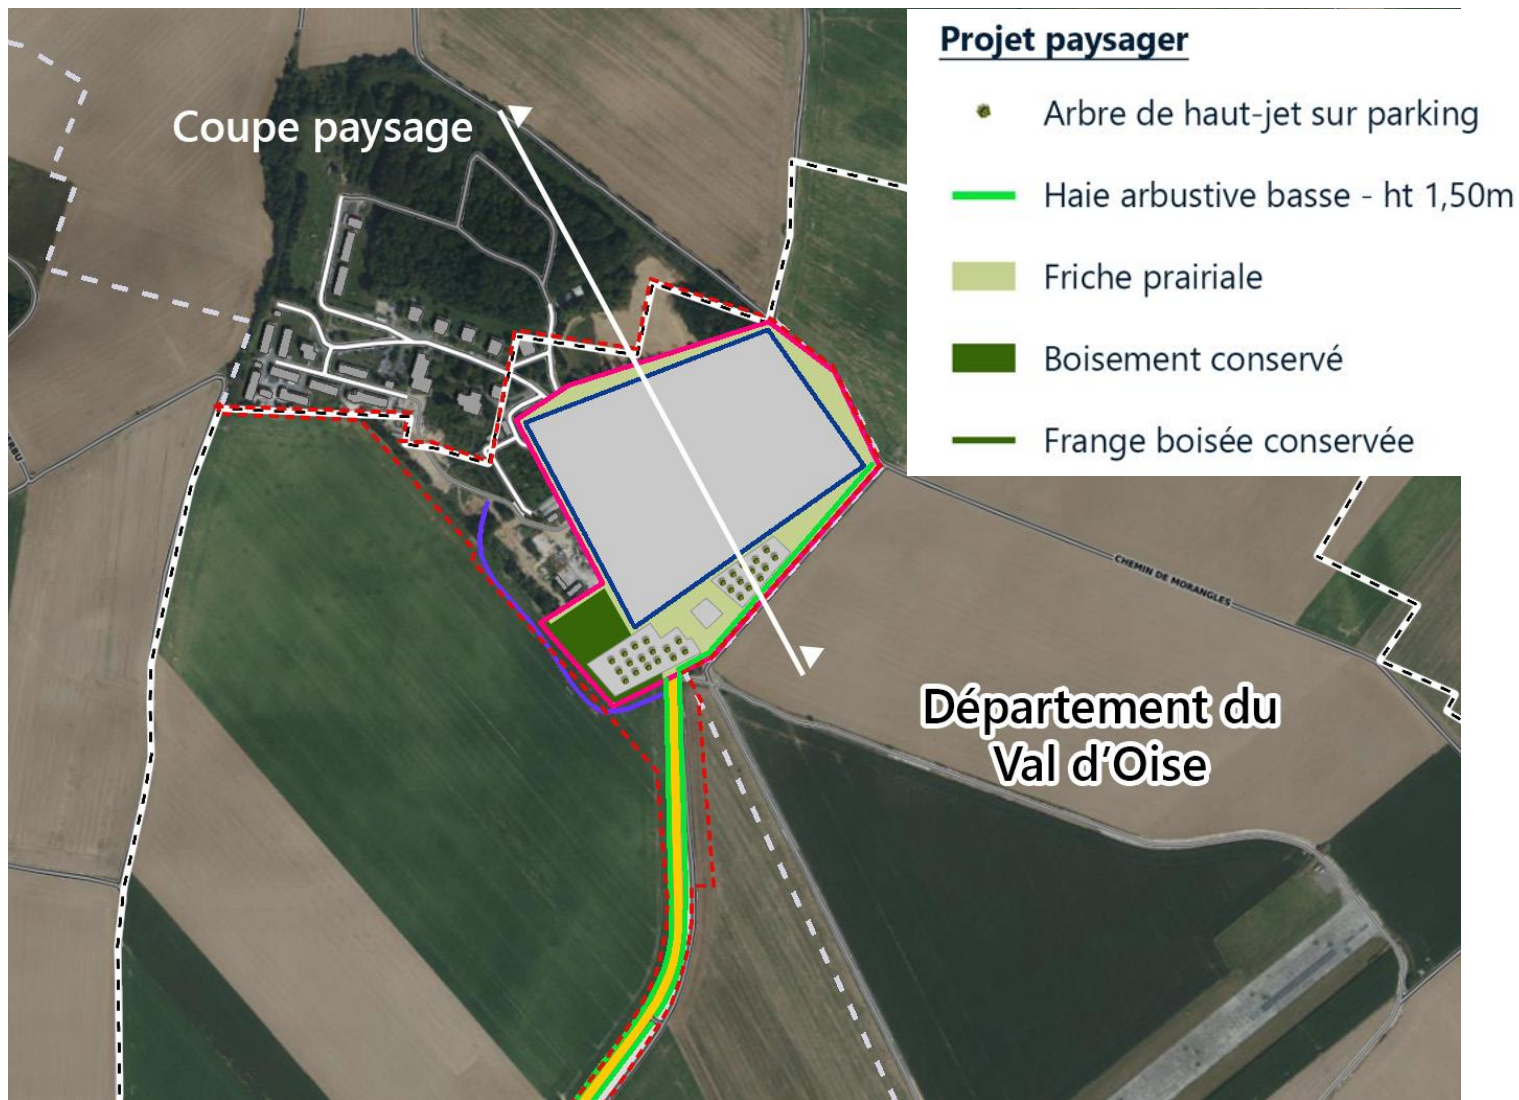 Projet paysager
Arbre de haut-jet sur parking
Haie arbustive basse - ht 1,50m
Friche prairiale
Boisement conservé
Frange boisée conservée
Coupe paysage
CHEMIN DE MORANGLES
Département du
Val d'Oise